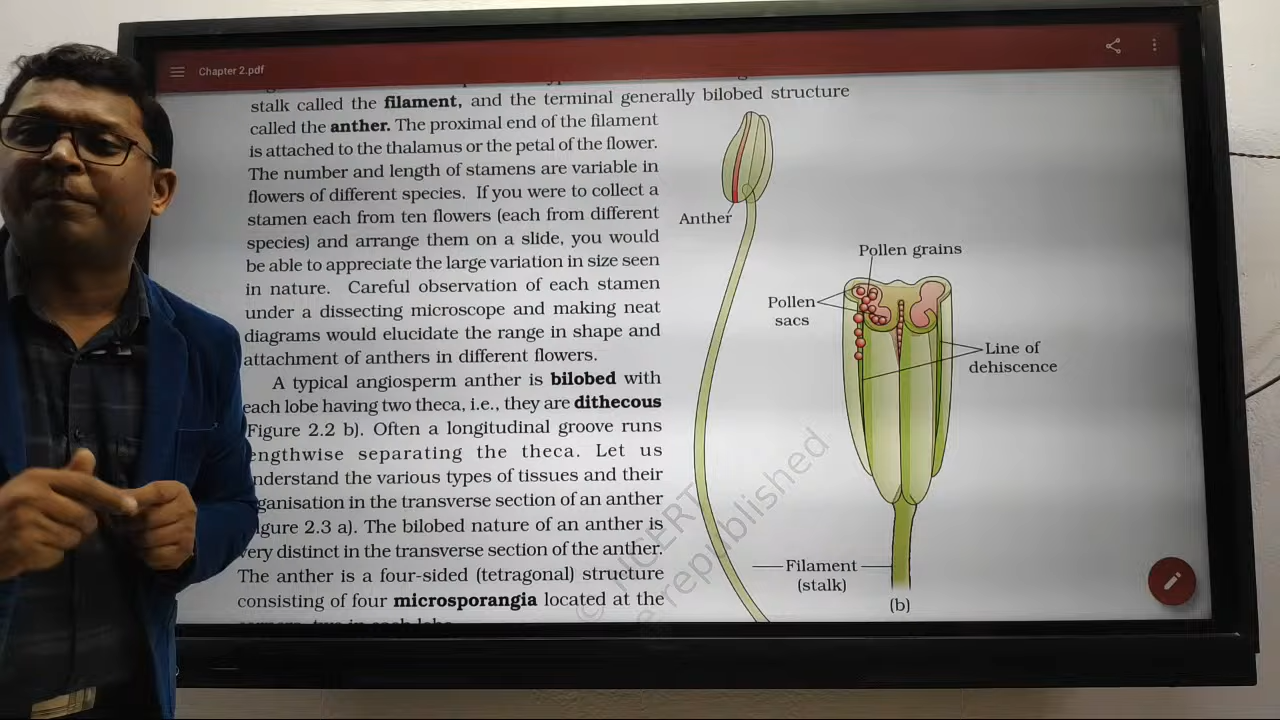 Chapter 2.pdf
stalk called the filament, and the terminal generally bilobed structure
called the anther. The proximal end of the filament
is attached to the thalamus or the petal of the flower.
The number and length of stamens are variable in
flowers of different species. If you were to collect a
stamen each from ten flowers (each from different
species) and arrange them on a slide, you would
be able to appreciate the large variation in size seen
in nature. Careful observation of each stamen
under a dissecting microscope and making neat
diagrams would elucidate the range in shape and
attachment of anthers in different flowers.
A typical angiosperm anther is bilobed with
each lobe having two theca, i.e., they are dithecous
Figure 2.2 b). Often a longitudinal groove runs
engthwise separating the theca. Let us
nderstand the various types of tissues and their
ganisation in the transverse section of an anther
igure 2.3 a). The bilobed nature of an anther is
very distinct in the transverse section of the anther.
The anther is a four-sided (tetragonal) structure
consisting of four microsporangia located at the
Anther
Pollen grains
Pollen
sacs
Line of
dehiscence
Filament
(stalk)
(b)
© NCERT
e republished